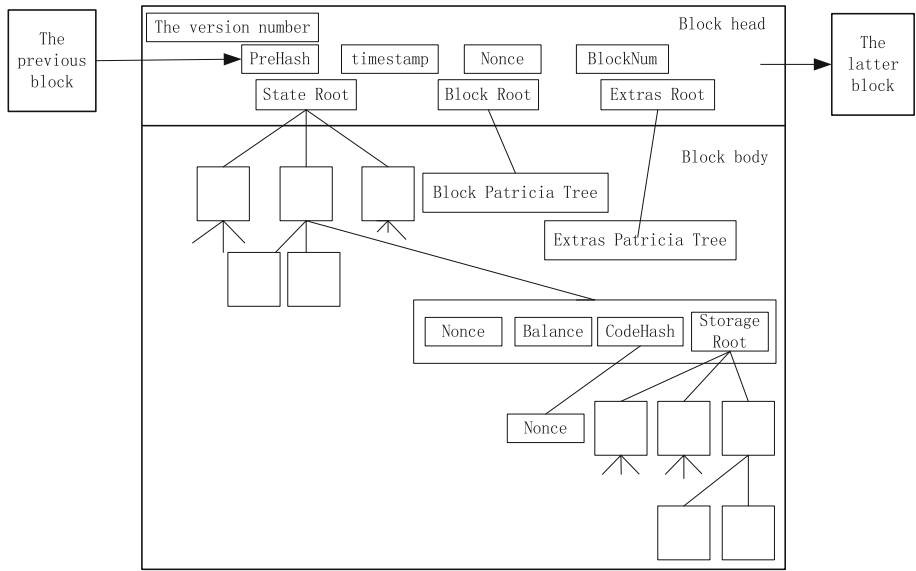 The
previous
block
The version number
Block head
PreHash
timestamp
Nonce
BlockNum
State Root
Block Root
Extras Root
The
latter
block
Block body
Block Patricia Tree
Extras Patricia Tree
Nonce
Balance
CodeHash
Storage
Root
Nonce